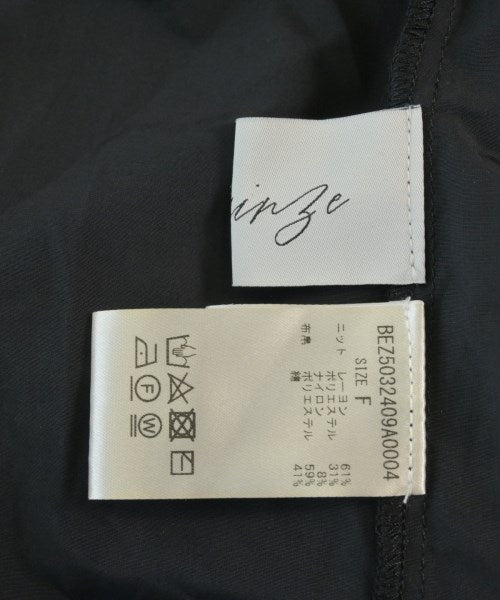 inze
BEZ5032409A0004
SIZE F
ニット レーヨン 61%
ポリエステル 31%
ナイロン 8%
布帛 ポリエステル 59%
綿 41%
F
W